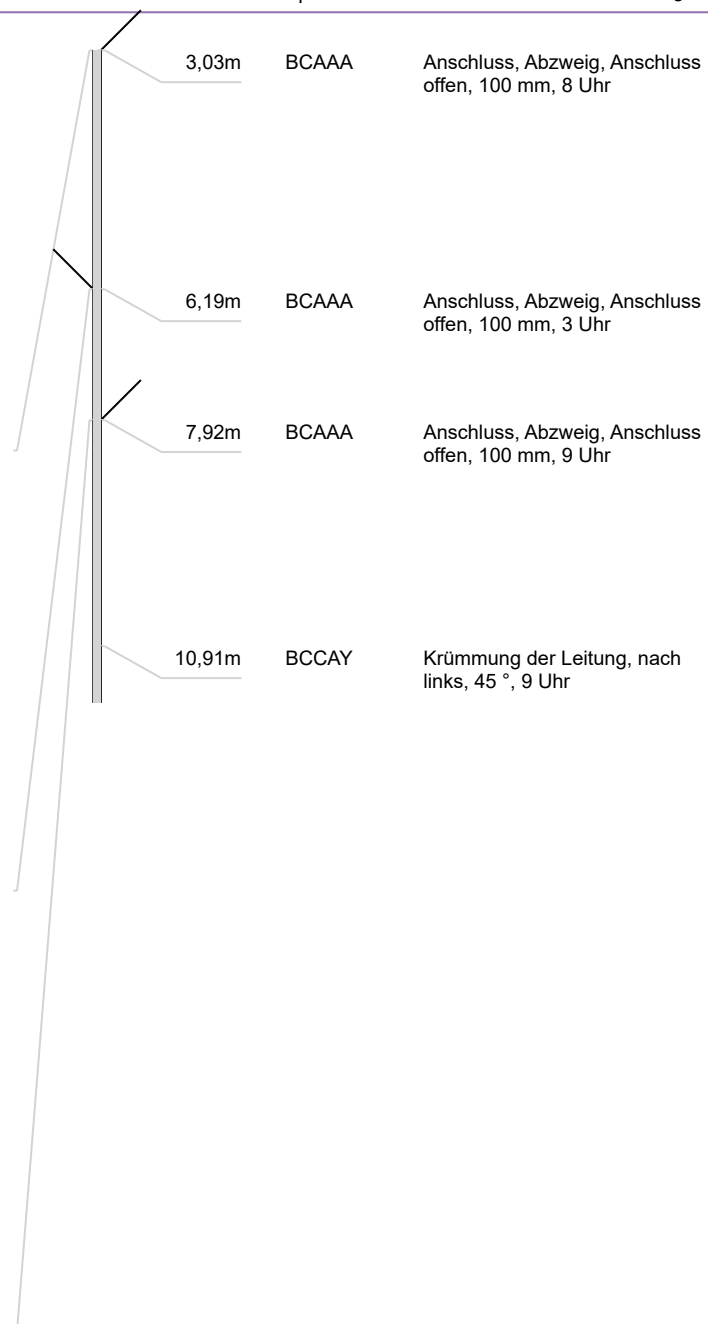 3,03m BCAAA Anschluss, Abzweig, Anschluss
offen, 100 mm, 8 Uhr
6,19m BCAAA Anschluss, Abzweig, Anschluss
offen, 100 mm, 3 Uhr
7,92m BCAAA Anschluss, Abzweig, Anschluss
offen, 100 mm, 9 Uhr
10,91m BCCAY Krümmung der Leitung, nach
links, 45 °, 9 Uhr